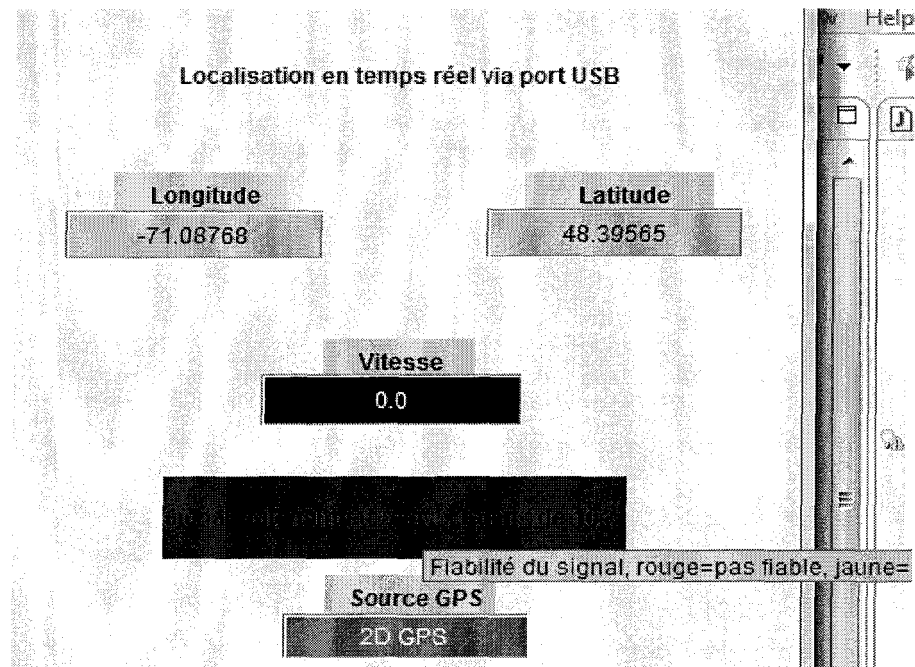 Help
Localisation en temps réel via port USB
Longitude
Latitude
-71.08768
48.39565
Vitesse
0.0
Fiabilité du signal, rouge=pas fiable, jaune=
Source GPS
2D GPS